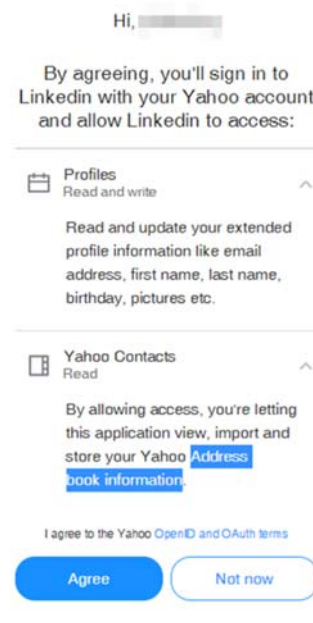 Hi,
By agreeing, you'll sign in to
Linkedin with your Yahoo account
and allow Linkedin to access:
Profiles
Read and write
Read and update your extended
profile information like email
address, first name, last name,
birthday, pictures etc.
Yahoo Contacts
Read
By allowing access, you're letting
this application view, import and
store your Yahoo Address
book information.
I agree to the Yahoo OpenID and OAuth terms
Agree
Not now